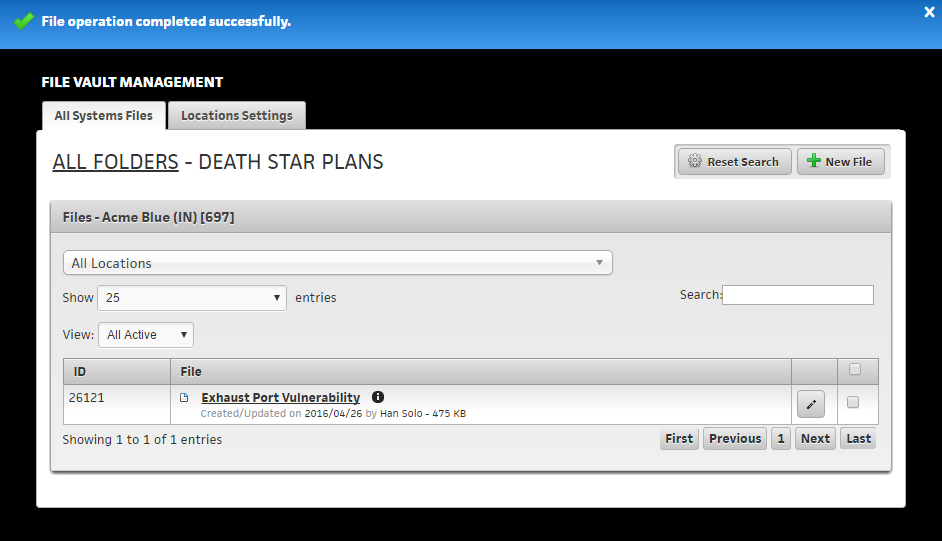 File operation completed successfully.
FILE VAULT MANAGEMENT
All Systems Files Locations Settings
ALL FOLDERS - DEATH STAR PLANS
Reset Search New File
Files - Acme Blue (IN) [697]
All Locations
Show 25 entries
Search:
View: All Active
ID File
26121 Exhaust Port Vulnerability
Created/Updated on 2016/04/26 by Han Solo - 475 KB
Showing 1 to 1 of 1 entries
First Previous 1 Next Last